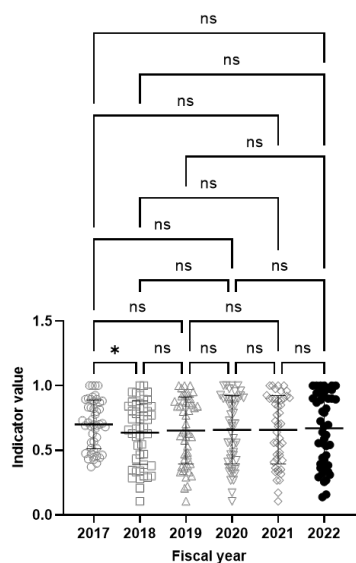 ns
ns
ns
ns
ns
ns
ns ns
ns ns
* ns ns ns ns
1.5
1.0
0.5
0.0
Indicator value
2017 2018 2019 2020 2021 2022
Fiscal year